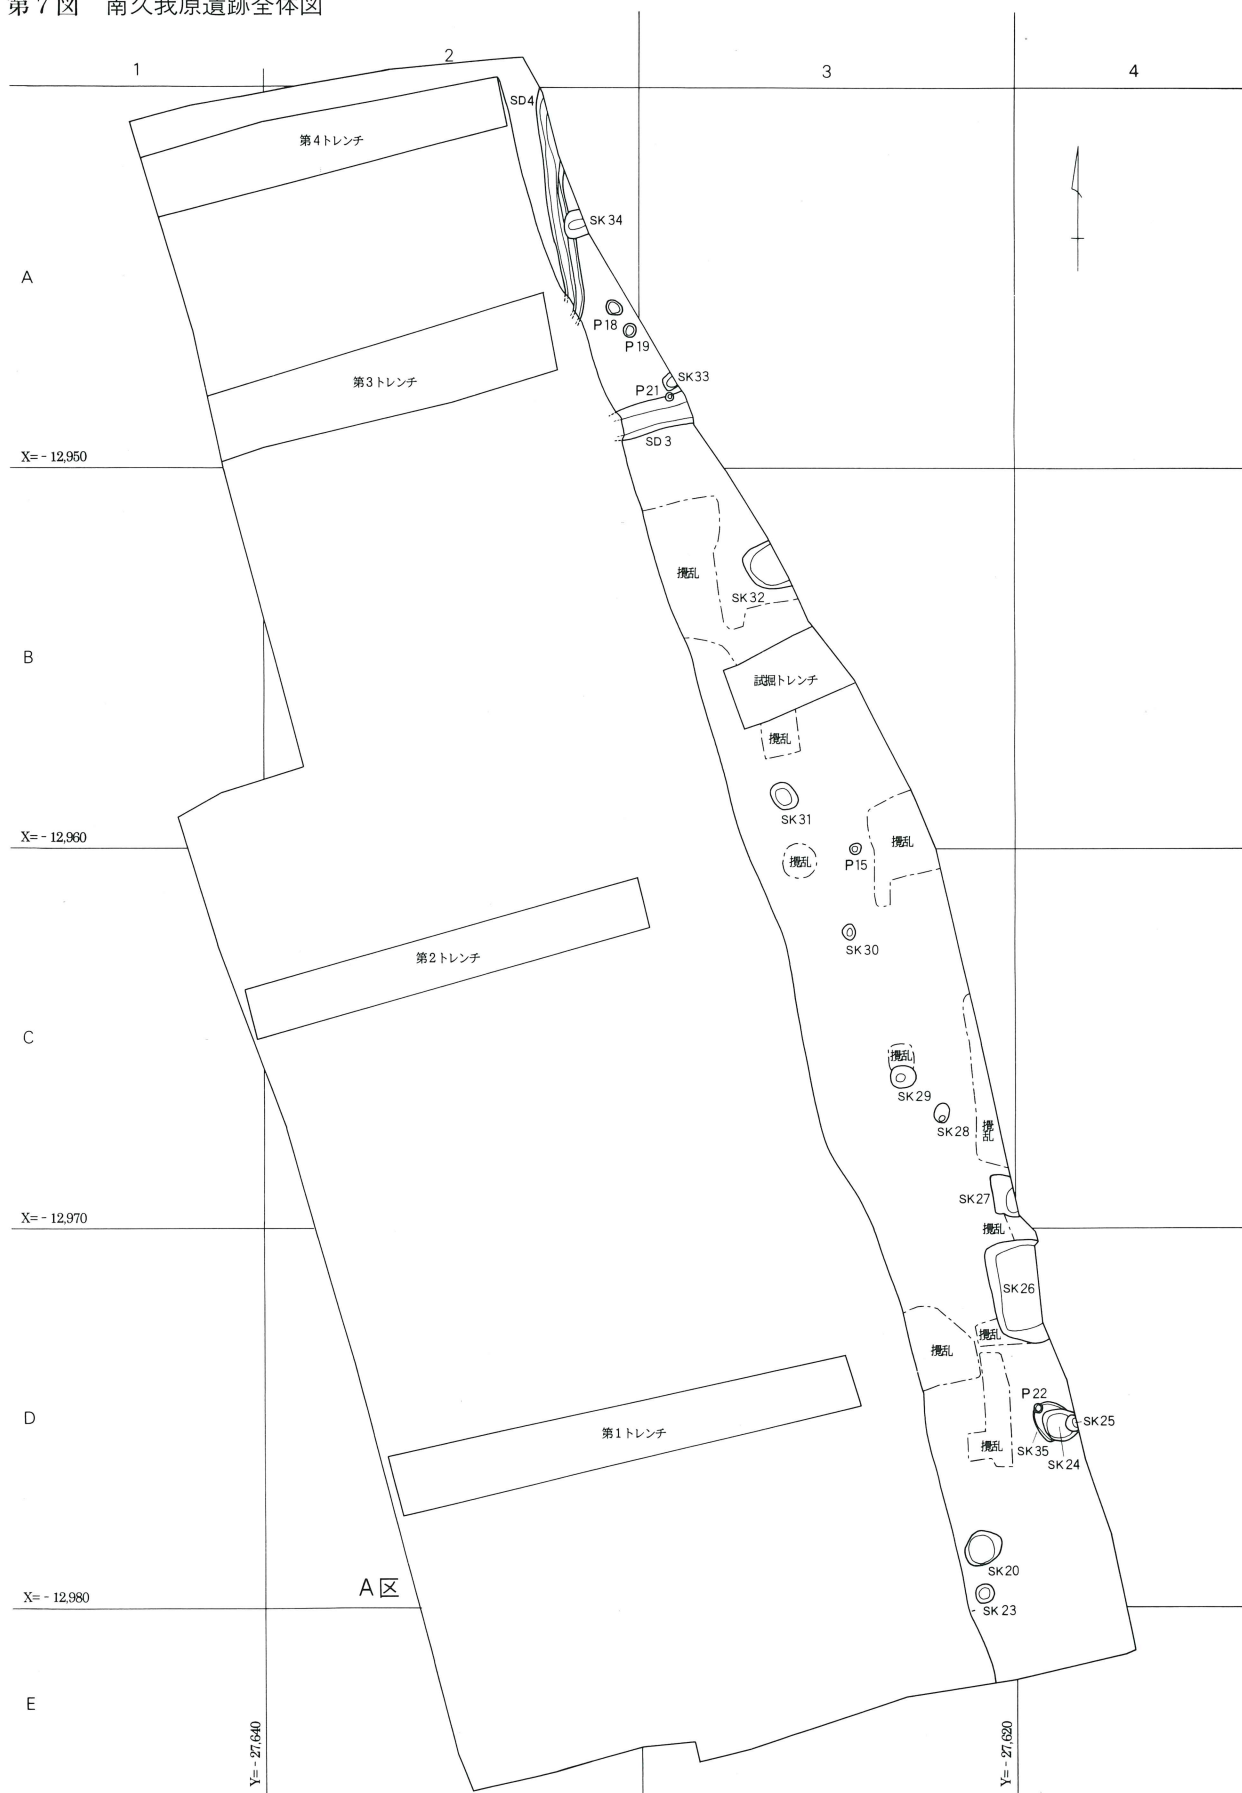 第7図 南久我原遺跡全体図
1
2
3
4
SD4
第4トレンチ
SK34
A
P18
P19
第3トレンチ
SK33
P21
SD3
X=-12,950
攪乱
SK32
B
試掘トレンチ
攪乱
SK31
X=-12,960
攪乱
攪乱
P15
SK30
第2トレンチ
C
攪乱
SK29
SK28
攪乱
SK27
X=-12,970
攪乱
SK26
攪乱
攪乱
P22
D
SK25
第1トレンチ
攪乱
SK35
SK24
SK20
A区
X=-12,980
SK23
E
Y=-27,640
Y=-27,620